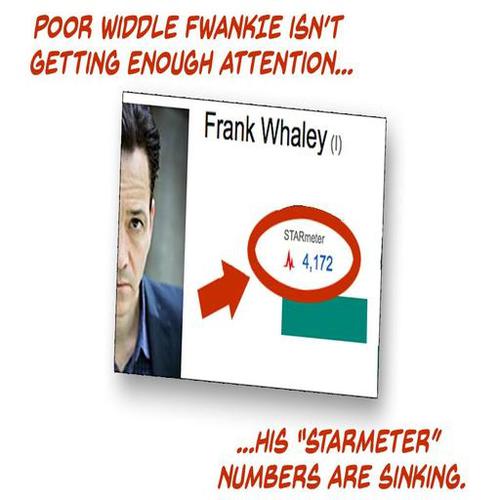 POOR WIDDLE FWANKIE ISN'T
GETTING ENOUGH ATTENTION...
Frank Whaley (I)
STARmeter
4,172
...HIS "STARMETER"
NUMBERS ARE SINKING.